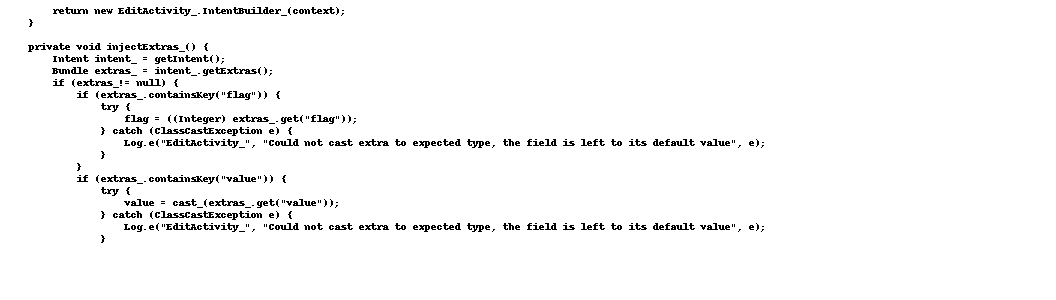 return new EditActivity_.IntentBuilder_(context);
}
private void injectExtras_() {
Intent intent_ = getIntent();
Bundle extras_ = intent_.getExtras();
if (extras_!= null) {
if (extras_.containsKey("flag")) {
try {
flag = ((Integer) extras_.get("flag"));
} catch (ClassCastException e) {
Log.e("EditActivity_", "Could not cast extra to expected type, the field is left to its default value", e);
}
}
if (extras_.containsKey("value")) {
try {
value = cast_(extras_.get("value"));
} catch (ClassCastException e) {
Log.e("EditActivity_", "Could not cast extra to expected type, the field is left to its default value", e);
}